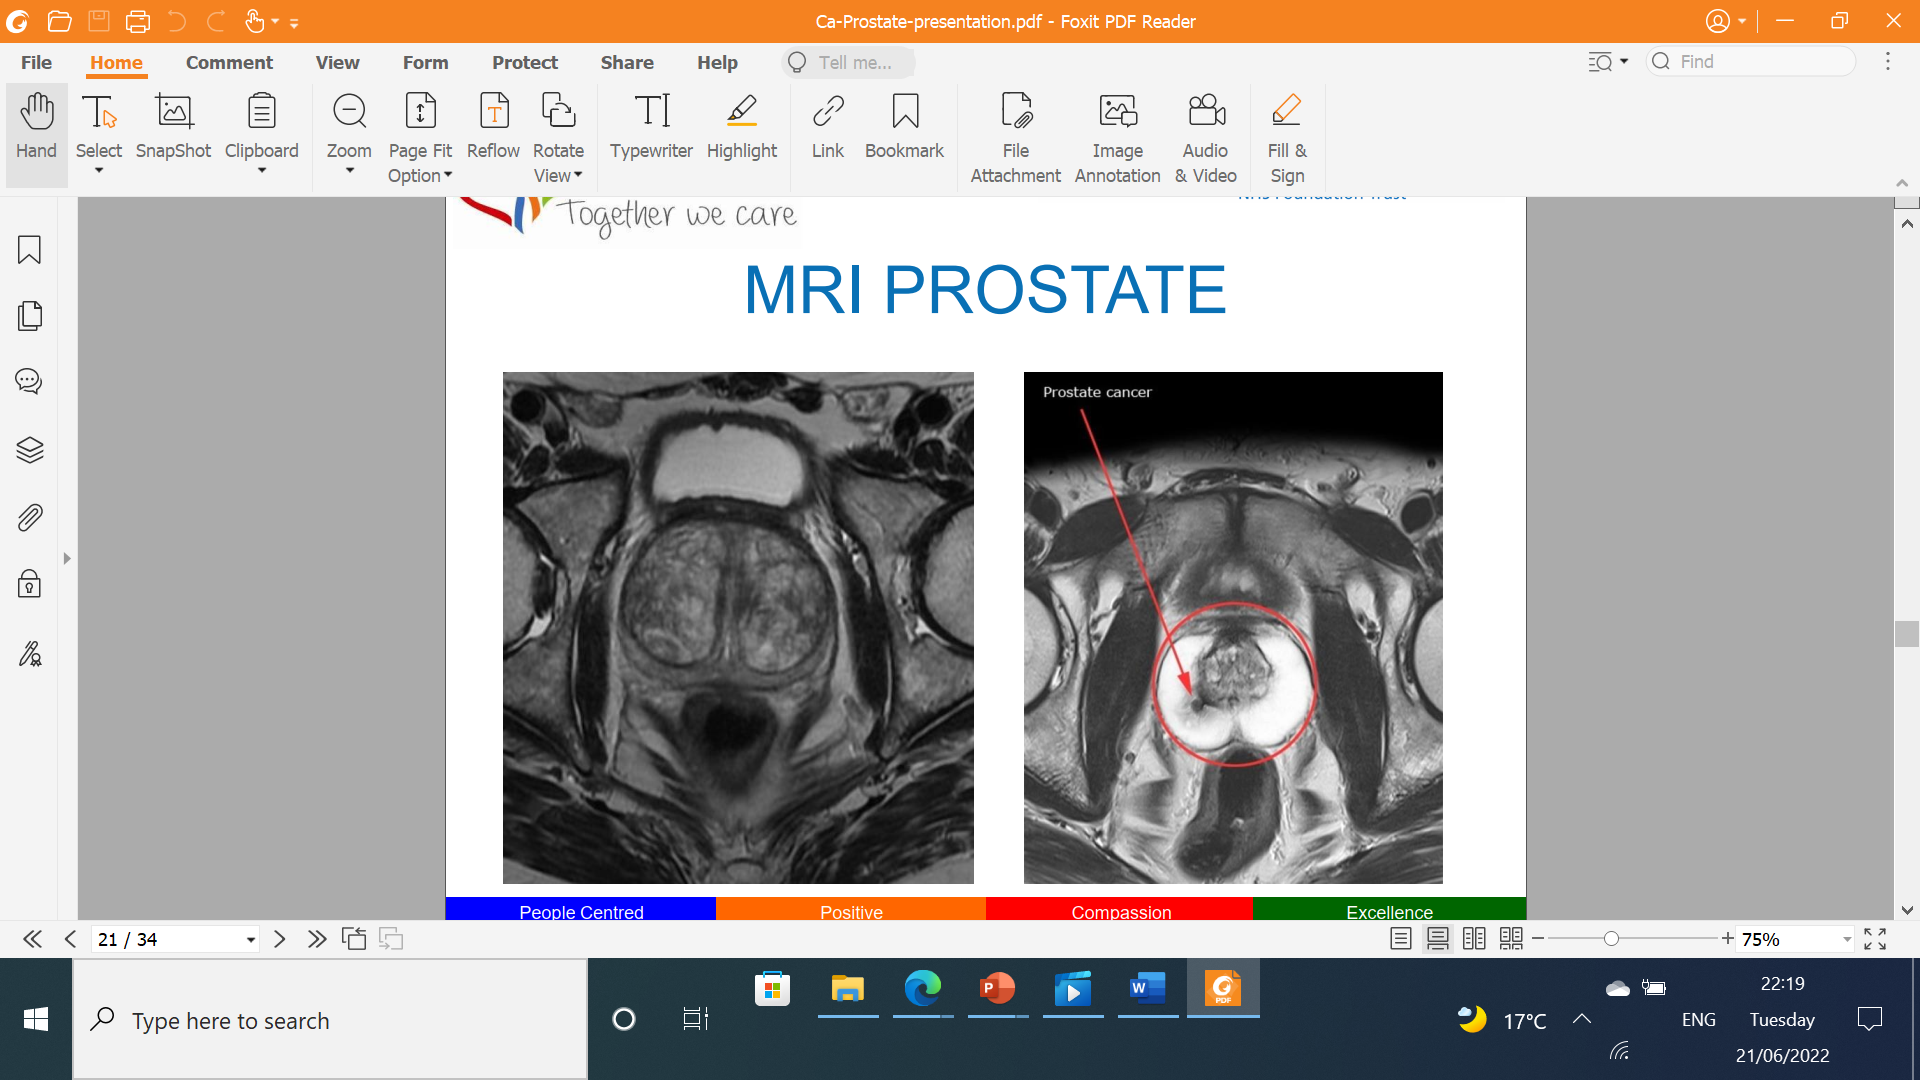 Ca-Prostate-presentation.pdf - Foxit PDF Reader
File Home Comment View Form Protect Share Help Tell me... Find
Hand Select SnapShot Clipboard Zoom Page Fit Option Reflow Rotate View Typewriter Highlight Link Bookmark File Attachment Image Annotation Audio & Video Fill & Sign
Together we care
NHS Foundation Trust
MRI PROSTATE
Prostate cancer
People Centred Positive Compassion Excellence
21 / 34 75%
Type here to search
17°C
ENG
22:19
Tuesday
21/06/2022